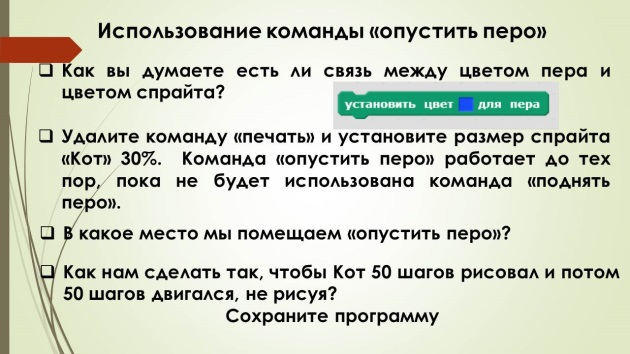 Использование команды «опустить перо»
Как вы думаете есть ли связь между цветом пера и
цветом спрайта?
установить цвет для пера
Удалите команду «печать» и установите размер спрайта
«Кот» 30%. Команда «опустить перо» работает до тех
пор, пока не будет использована команда «поднять
перо».
В какое место мы помещаем «опустить перо»?
Как нам сделать так, чтобы Кот 50 шагов рисовал и потом
50 шагов двигался, не рисуя?
Сохраните программу